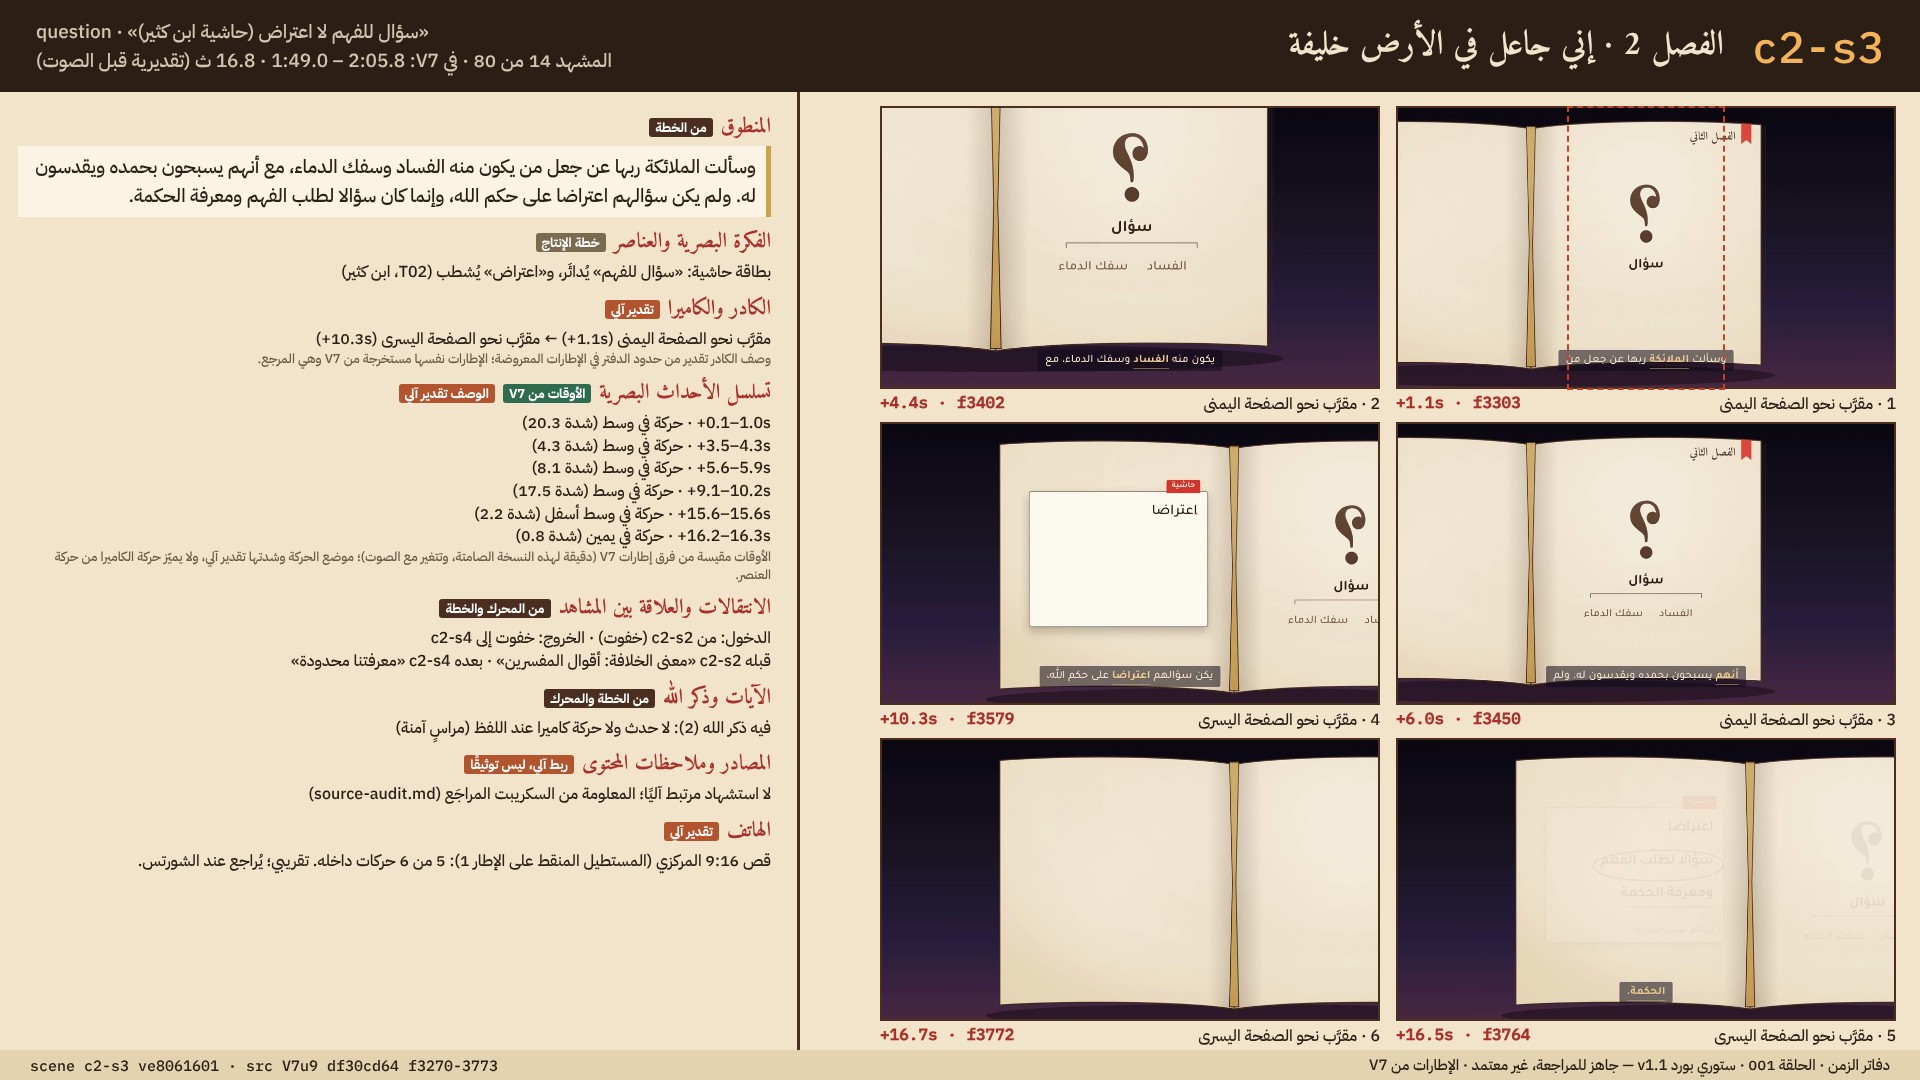 c2-s3
الفصل 2 · إني جاعل في الأرض خليفة
«سؤال للفهم لا اعتراض (حاشية ابن كثير)» · question
المشهد 14 من 80 · في V7: 1:49.0 – 2:05.8 · 16.8 ث (تقديرية قبل الصوت)
الفصل الثاني
؟
سؤال
وسألت الملائكة ربها عن جعل من
1 · مقرَّب نحو الصفحة اليمنى
+1.1s · f3303
؟
سؤال
الفساد سفك الدماء
يكون منه الفساد وسفك الدماء، مع
2 · مقرَّب نحو الصفحة اليمنى
+4.4s · f3402
الفصل الثاني
؟
سؤال
الفساد سفك الدماء
أنهم يسبحون بحمده ويقدسون له. ولم
3 · مقرَّب نحو الصفحة اليمنى
+6.0s · f3450
حاشية
اعتراضا
؟
سؤال
سفك الدماء
يكن سؤالهم اعتراضا على حكم الله،
4 · مقرَّب نحو الصفحة اليسرى
+10.3s · f3579
اعتراضا
سؤالا لطلب الفهم
ومعرفة الحكمة
؟
سؤال
الحكمة.
5 · مقرَّب نحو الصفحة اليسرى
+16.5s · f3764
6 · مقرَّب نحو الصفحة اليسرى
+16.7s · f3772
المنطوق من الخطة
وسألت الملائكة ربها عن جعل من يكون منه الفساد وسفك الدماء، مع أنهم يسبحون بحمده ويقدسون
له. ولم يكن سؤالهم اعتراضا على حكم الله، وإنما كان سؤالا لطلب الفهم ومعرفة الحكمة.
الفكرة البصرية والعناصر خطة الإنتاج
بطاقة حاشية: «سؤال للفهم» يُدائَر، و«اعتراض» يُشطب (T02، ابن كثير)
الكادر والكاميرا تقدير آلي
مقرَّب نحو الصفحة اليمنى (+1.1s) ← مقرَّب نحو الصفحة اليسرى (+10.3s)
وصف الكادر تقدير من حدود الدفتر في الإطارات المعروضة؛ الإطارات نفسها مستخرجة من V7 وهي المرجع.
تسلسل الأحداث البصرية الأوقات من V7 الوصف تقدير آلي
+0.1–1.0s · حركة في وسط (شدة 20.3)
+3.5–4.3s · حركة في وسط (شدة 4.3)
+5.6–5.9s · حركة في وسط (شدة 8.1)
+9.1–10.2s · حركة في وسط (شدة 17.5)
+15.6–15.6s · حركة في وسط أسفل (شدة 2.2)
+16.2–16.3s · حركة في يمين (شدة 0.8)
الأوقات مقيسة من فرق إطارات V7 (دقيقة لهذه النسخة الصامتة، وتتغير مع الصوت)؛ موضع الحركة وشدتها تقدير آلي، ولا يميّز حركة الكاميرا من حركة
العنصر.
الانتقالات والعلاقة بين المشاهد من المحرك والخطة
الدخول: من c2-s2 (خفوت) · الخروج: خفوت إلى c2-s4
قبله c2-s2 «معنى الخلافة: أقوال المفسرين» · بعده c2-s4 «معرفتنا محدودة»
الآيات وذكر الله من الخطة والمحرك
فيه ذكر الله (2): لا حدث ولا حركة كاميرا عند اللفظ (مراسٍ آمنة)
المصادر وملاحظات المحتوى ربط آلي، ليس توثيقًا
لا استشهاد مرتبط آليًا؛ المعلومة من السكريبت المراجَع (source-audit.md)
الهاتف تقدير آلي
قص 9:16 المركزي (المستطيل المنقط على الإطار 1): 5 من 6 حركات داخله. تقريبي؛ يُراجع عند الشورتس.
دفاتر الزمن · الحلقة 001 · ستوري بورد v1.1 — جاهز للمراجعة، غير معتمد · الإطارات من V7
scene c2-s3 ve8061601 · src V7u9 df30cd64 f3270-3773